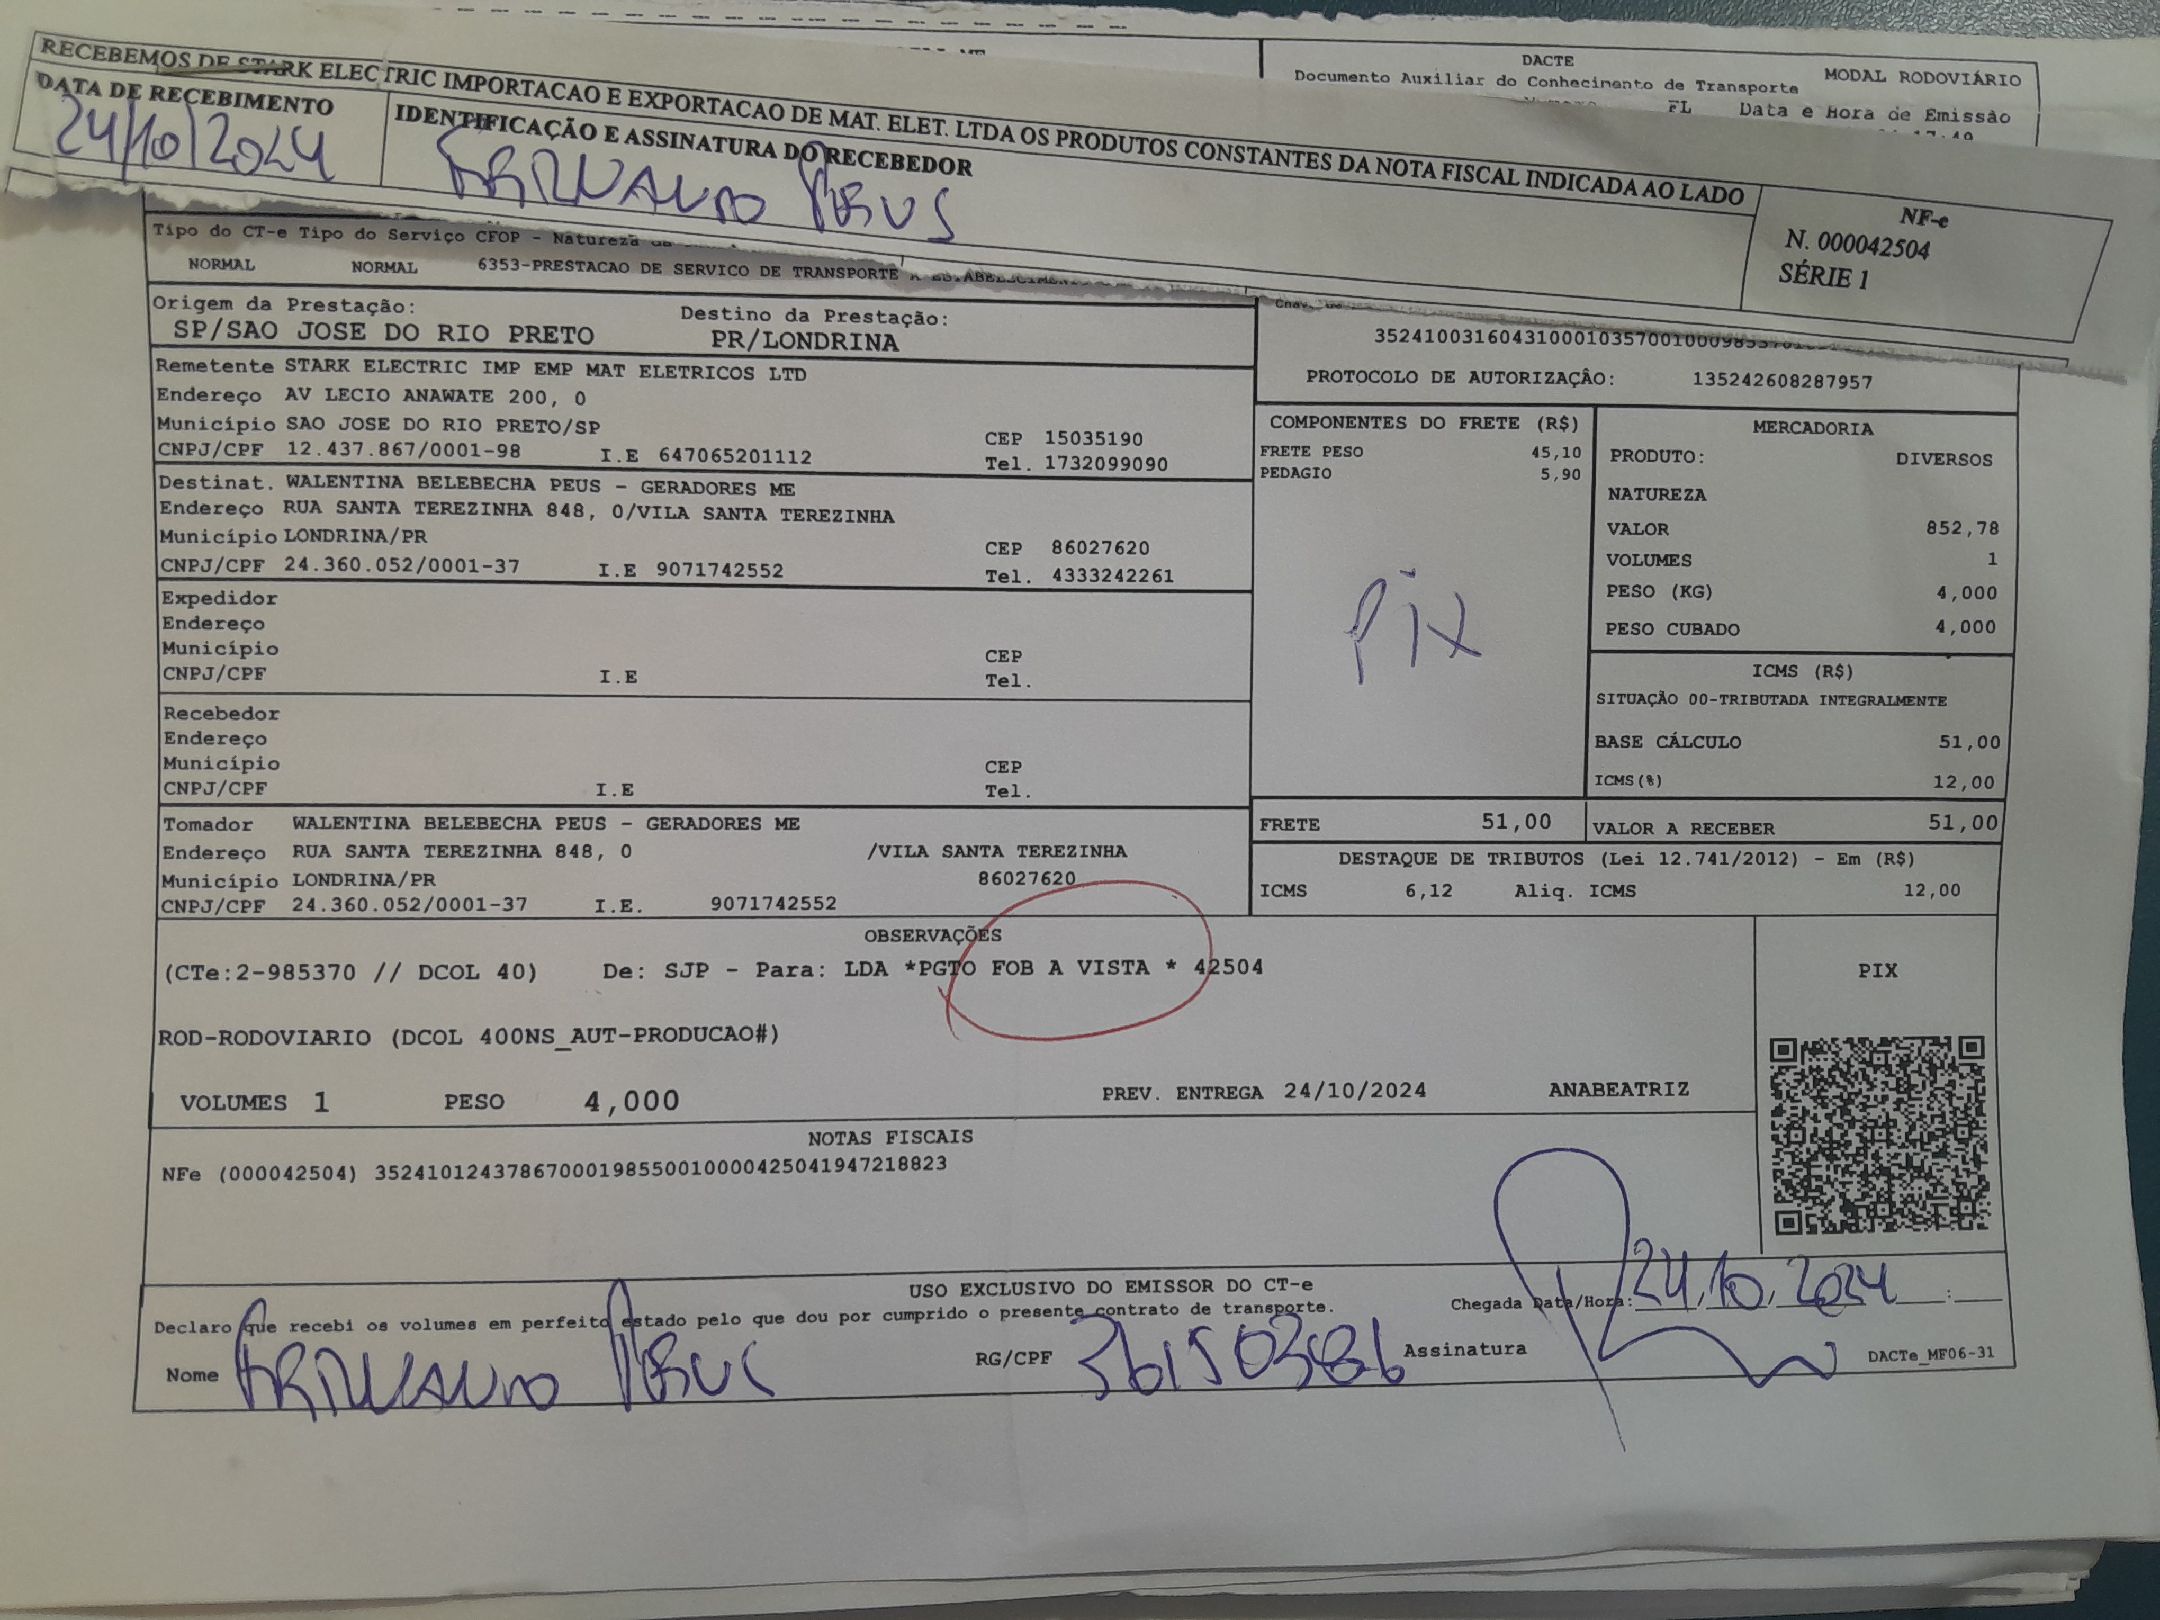 RECEBEMOS DE STARK ELECTRIC IMPORTACAO E EXPORTACAO DE MAT. ELET. LTDA OS PRODUTOS CONSTANTES DA NOTA FISCAL INDICADA AO LADO
DATA DE RECEBIMENTO
24/10/2024
IDENTIFICAÇÃO E ASSINATURA DO RECEBEDOR
NF-e
N. 000042504
SÉRIE 1
DACTE
Documento Auxiliar do Conhecimento de Transporte
MODAL RODOVIÁRIO
FL Data e Hora de Emissão
Tipo do CT-e Tipo do Serviço CFOP - Natureza
NORMAL NORMAL 6353-PRESTACAO DE SERVICO DE TRANSPORTE
Origem da Prestação: Destino da Prestação:
SP/SAO JOSE DO RIO PRETO PR/LONDRINA
PROTOCOLO DE AUTORIZAÇÂO: 135242608287957
Remetente STARK ELECTRIC IMP EMP MAT ELETRICOS LTD
Endereço AV LECIO ANAWATE 200, 0
Município SAO JOSE DO RIO PRETO/SP CEP 15035190
CNPJ/CPF 12.437.867/0001-98 I.E 647065201112 Tel. 1732099090
Destinat. WALENTINA BELEBECHA PEUS - GERADORES ME
Endereço RUA SANTA TEREZINHA 848, 0/VILA SANTA TEREZINHA
Município LONDRINA/PR CEP 86027620
CNPJ/CPF 24.360.052/0001-37 I.E 9071742552 Tel. 4333242261
Expedidor
Endereço
Município CEP
CNPJ/CPF I.E Tel.
Recebedor
Endereço
Município CEP
CNPJ/CPF I.E Tel.
Tomador WALENTINA BELEBECHA PEUS - GERADORES ME
Endereço RUA SANTA TEREZINHA 848, 0 /VILA SANTA TEREZINHA
Município LONDRINA/PR 86027620
CNPJ/CPF 24.360.052/0001-37 I.E. 9071742552
COMPONENTES DO FRETE (R$)
FRETE PESO 45,10
PEDAGIO 5,90
PIX
MERCADORIA
PRODUTO: DIVERSOS
NATUREZA
VALOR 852,78
VOLUMES 1
PESO (KG) 4,000
PESO CUBADO 4,000
ICMS (R$)
SITUAÇÃO 00-TRIBUTADA INTEGRALMENTE
BASE CÁLCULO 51,00
ICMS(%) 12,00
FRETE 51,00 VALOR A RECEBER 51,00
DESTAQUE DE TRIBUTOS (Lei 12.741/2012) - Em (R$)
ICMS 6,12 Aliq. ICMS 12,00
OBSERVAÇÕES
(CTe:2-985370 // DCOL 40) De: SJP - Para: LDA *PGTO FOB A VISTA * 42504
ROD-RODOVIARIO (DCOL 400NS_AUT-PRODUCAO#)
VOLUMES 1 PESO 4,000 PREV. ENTREGA 24/10/2024 ANABEATRIZ
PIX
NOTAS FISCAIS
NFe (000042504) 35241012437867000198550010000425041947218823
USO EXCLUSIVO DO EMISSOR DO CT-e
Declaro que recebi os volumes em perfeito estado pelo que dou por cumprido o presente contrato de transporte.
Chegada Data/Hora: 24,10,2024 :
Nome
RG/CPF
Assinatura
DACTe_MF06-31